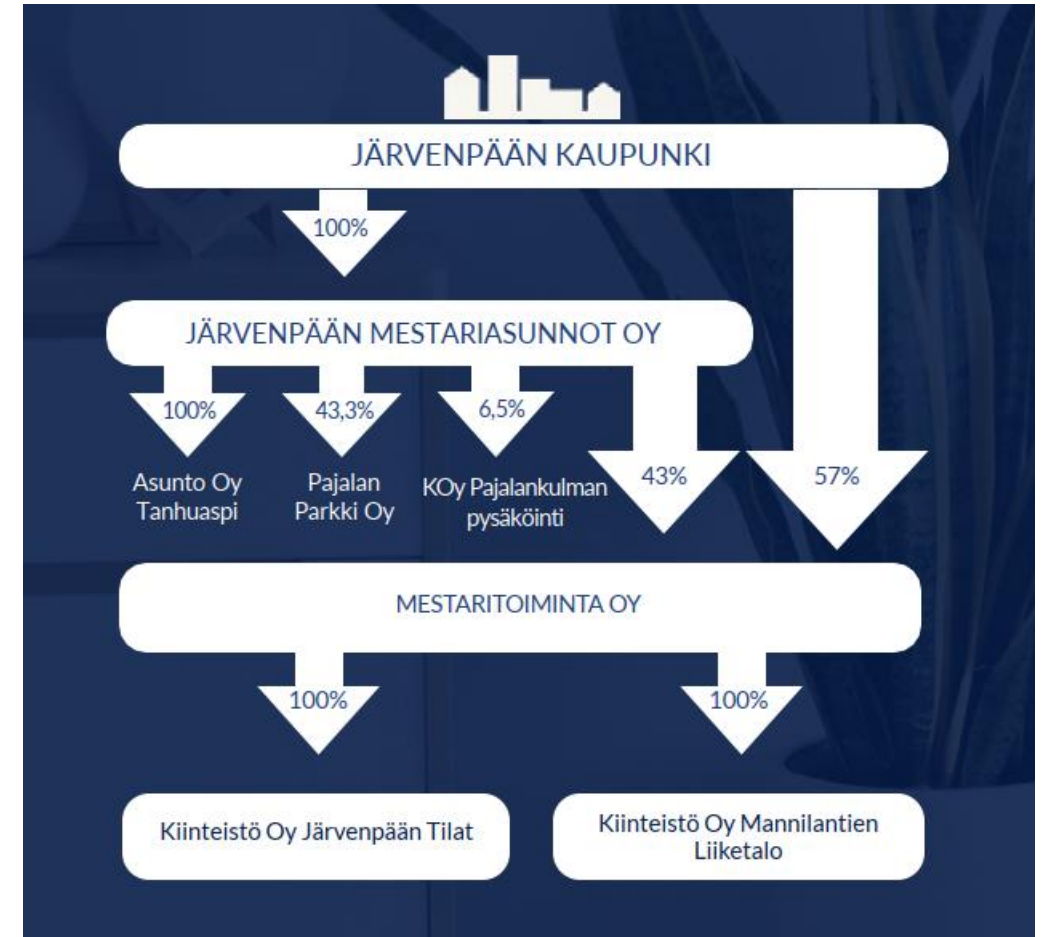 JÄRVENPÄÄN KAUPUNKI
100%
JÄRVENPÄÄN MESTARIASUNNOT OY
100%
43,3%
6,5%
Asunto Oy
Tanhuaspi
Pajalan
Parkki Oy
KOy Pajalankulman
pysäköinti
43%
57%
MESTARITOIMINTA OY
100%
100%
Kiinteistö Oy Järvenpään Tilat
Kiinteistö Oy Mannilantien
Liiketalo